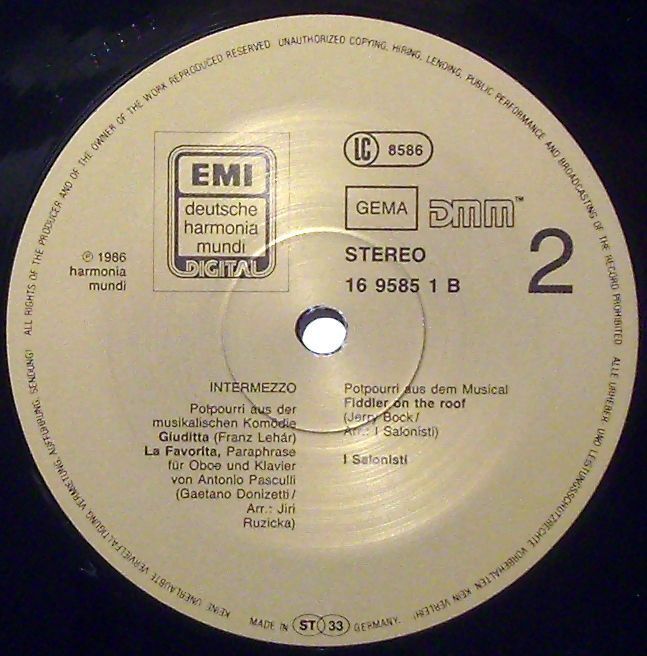 ALL RIGHTS OF THE PRODUCER AND OF THE OWNER OF THE WORK REPRODUCED RESERVED UNAUTHORIZED COPYING, HIRING, LENDING, PUBLIC PERFORMANCE AND BROADCASTING OF THE RECORD PROHIBITED ALLE URHEBER UND LEISTUNGSSCHUTZRECHTE VORBEHALTEN KEIN VERLEIH! KEINE UNERLAUBTE VERVIELFÄLTIGUNG VERMIETUNG, AUFFÜHRUNG, SENDUNG!
EMI
deutsche
harmonia
mundi
DIGITAL
LC 8586
GEMA DMM™
STEREO
16 9585 1 B
2
℗ 1986
harmonia
mundi
INTERMEZZO
Potpourri aus der
musikalischen Komödie
Giuditta (Franz Lehár)
La Favorita, Paraphrase
für Oboe und Klavier
von Antonio Pasculli
(Gaetano Donizetti/
Arr.: Jiri
Ruzicka)
Potpourri aus dem Musical
Fiddler on the roof
(Jerry Bock/
Arr.: I Salonisti)
I Salonisti
MADE IN ST 33 GERMANY.